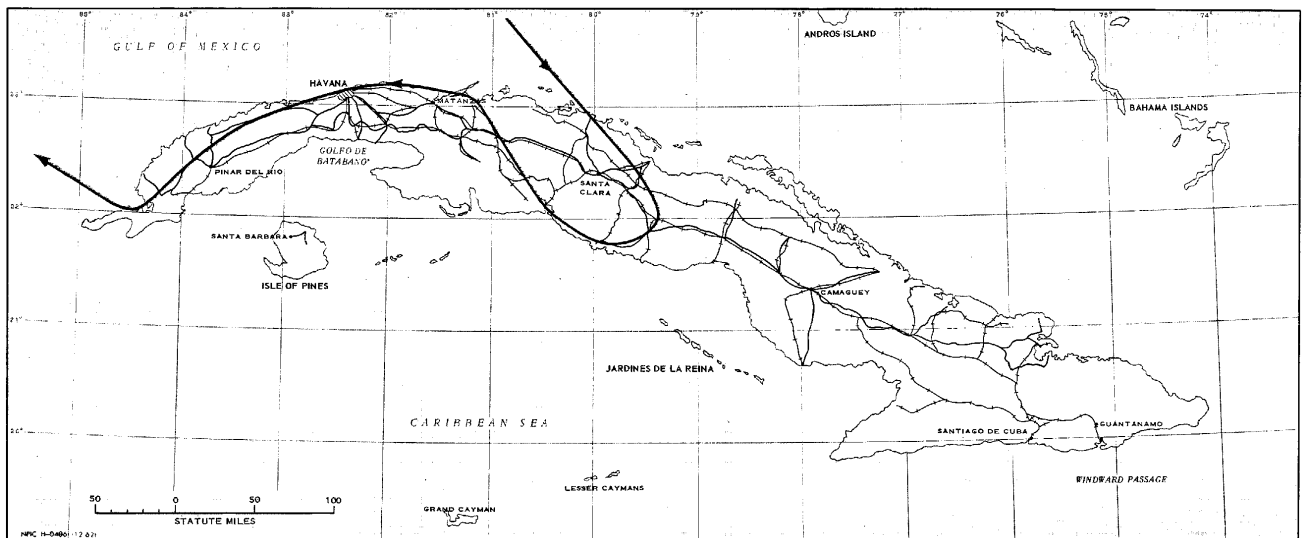 85°
84°
83°
82°
81°
80°
78°
77°
76°
75°
74°
GULF OF MEXICO
ANDROS ISLAND
HAVANA
MATANZAS
BAHAMA ISLANDS
23°
GOLFO DE
BATABANO
PINAR DEL RIO
SANTA
CLARA
22°
SANTA BARBARA
ISLE OF PINES
CAMAGUEY
21°
JARDINES DE LA REINA
CARIBBEAN SEA
20°
SANTIAGO DE CUBA
GUANTANAMO
WINDWARD PASSAGE
LESSER CAYMANS
50 0 50 100
STATUTE MILES
GRAND CAYMAN